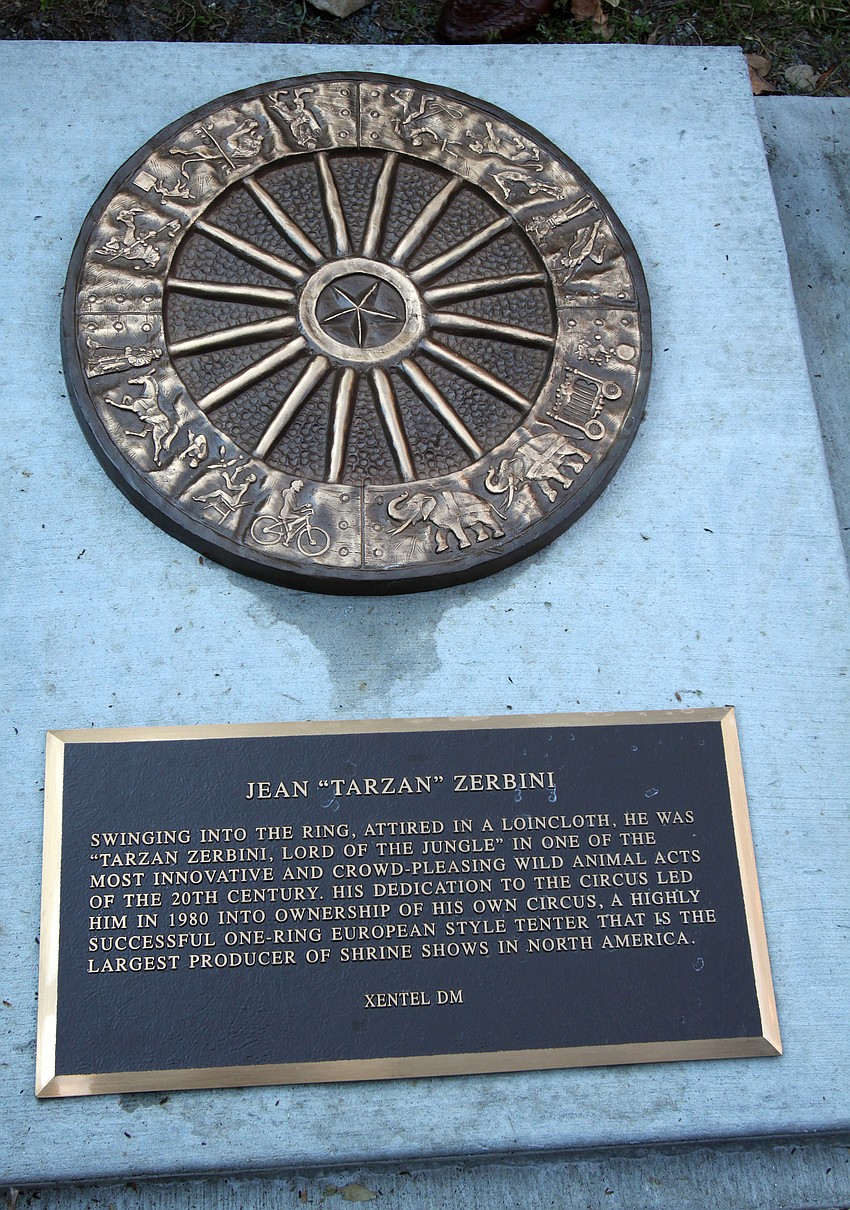 JEAN “TARZAN” ZERBINI
SWINGING INTO THE RING, ATTIRED IN A LOINCLOTH, HE WAS
“TARZAN ZERBINI, LORD OF THE JUNGLE” IN ONE OF THE
MOST INNOVATIVE AND CROWD-PLEASING WILD ANIMAL ACTS
OF THE 20TH CENTURY. HIS DEDICATION TO THE CIRCUS LED
HIM IN 1980 INTO OWNERSHIP OF HIS OWN CIRCUS, A HIGHLY
SUCCESSFUL ONE-RING EUROPEAN STYLE TENTER THAT IS THE
LARGEST PRODUCER OF SHRINE SHOWS IN NORTH AMERICA.
XENTEL DM